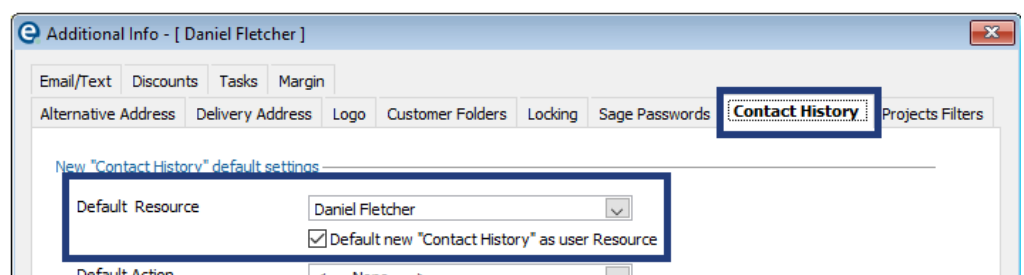 Additional Info - [ Daniel Fletcher ]
Email/Text Discounts Tasks Margin
Alternative Address Delivery Address Logo Customer Folders Locking Sage Passwords Contact History Projects Filters
New "Contact History" default settings
Default Resource Daniel Fletcher
Default new "Contact History" as user Resource
Default Action